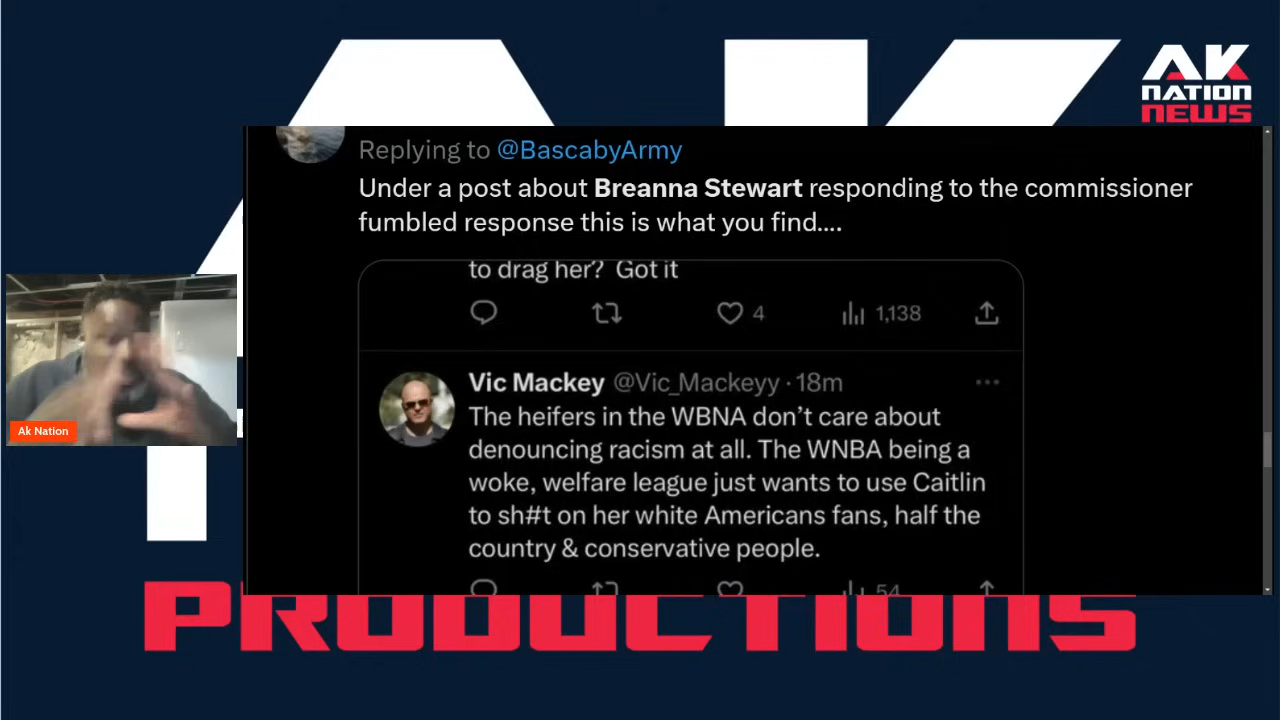 AK
NATION
NEWS
Replying to @BascabyArmy
Under a post about Breanna Stewart responding to the commissioner
fumbled response this is what you find....
to drag her? Got it
4
1,138
Vic Mackey @Vic_Mackeyy · 18m
The heifers in the WBNA don’t care about
denouncing racism at all. The WNBA being a
woke, welfare league just wants to use Caitlin
to sh#t on her white Americans fans, half the
country & conservative people.
54
Ak Nation
PRODUCTIONS